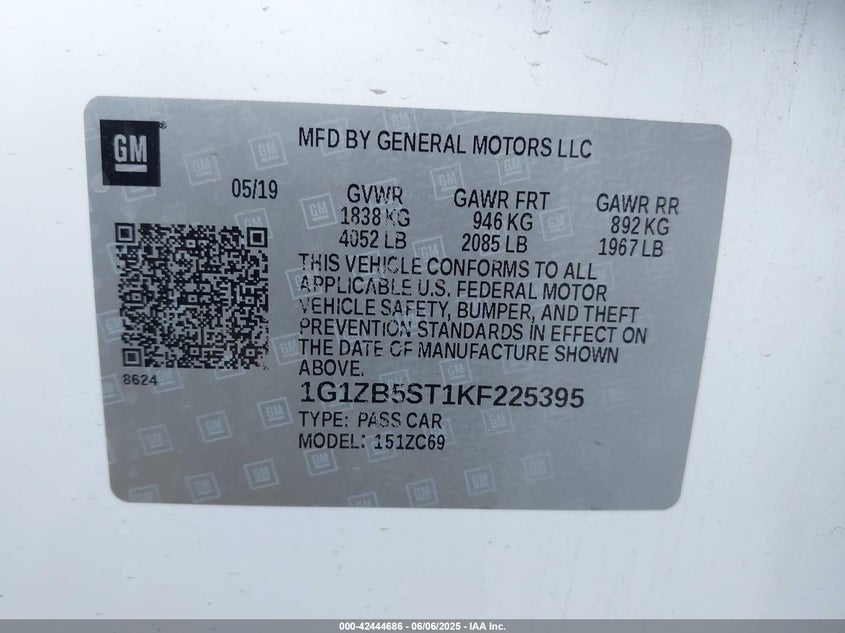 GM
MFD BY GENERAL MOTORS LLC
05/19
GVWR
1838 KG
4052 LB
GAWR FRT
946 KG
2085 LB
GAWR RR
892 KG
1967 LB
THIS VEHICLE CONFORMS TO ALL
APPLICABLE U.S. FEDERAL MOTOR
VEHICLE SAFETY, BUMPER, AND THEFT
PREVENTION STANDARDS IN EFFECT ON
THE DATE OF MANUFACTURE SHOWN
ABOVE.
8624
1G1ZB5ST1KF225395
TYPE: PASS CAR
MODEL: 151ZC69
000-42444686 - 06/06/2025 - IAA Inc.